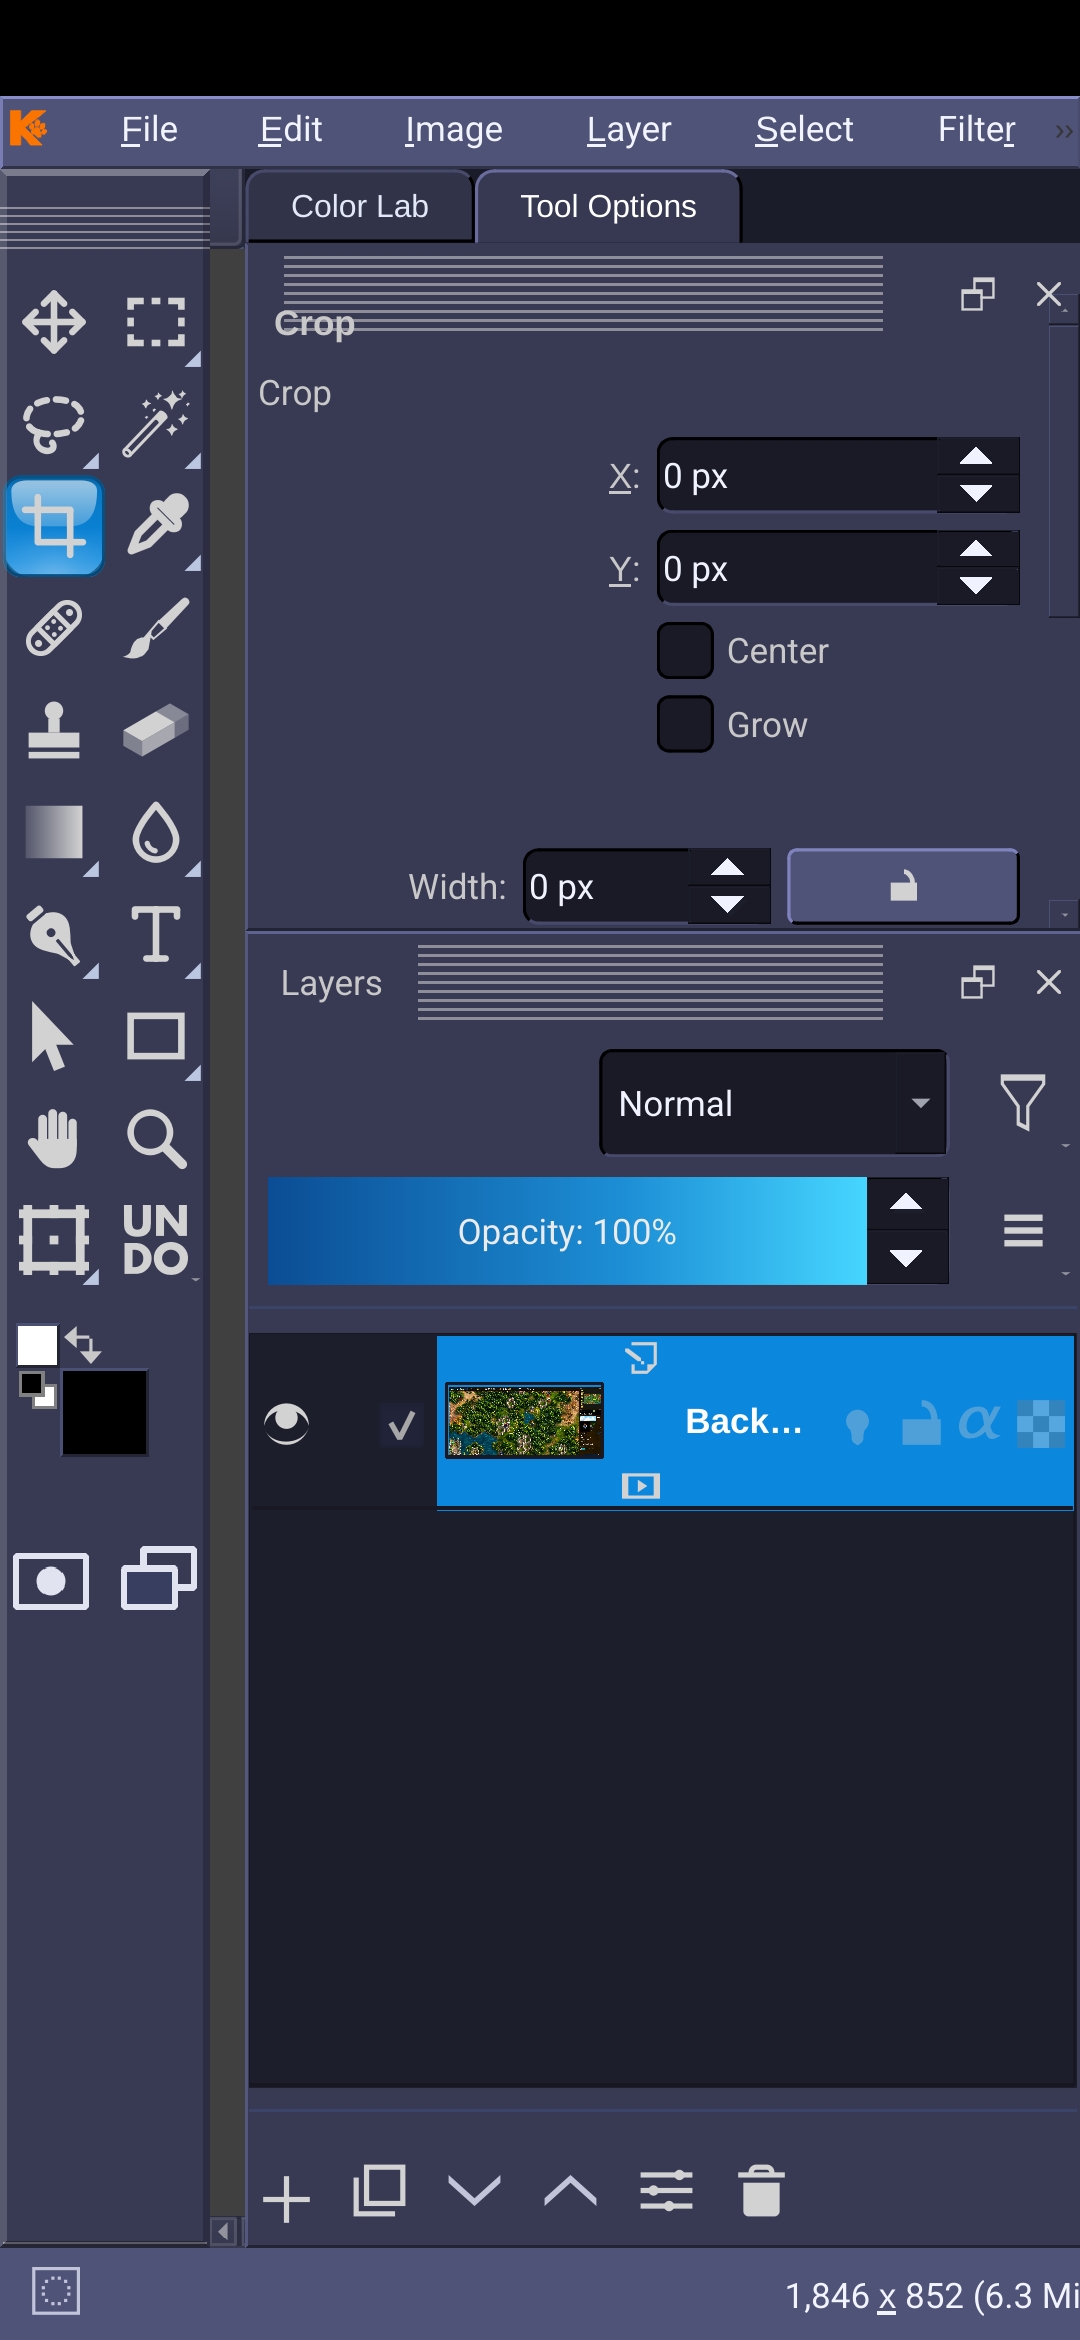 File Edit Image Layer Select Filter »
Color Lab Tool Options
Crop
Crop
X: 0 px
Y: 0 px
Center
Grow
Width: 0 px
Layers
Normal
Opacity: 100%
Back...
UN
DO
1,846 x 852 (6.3 Mi